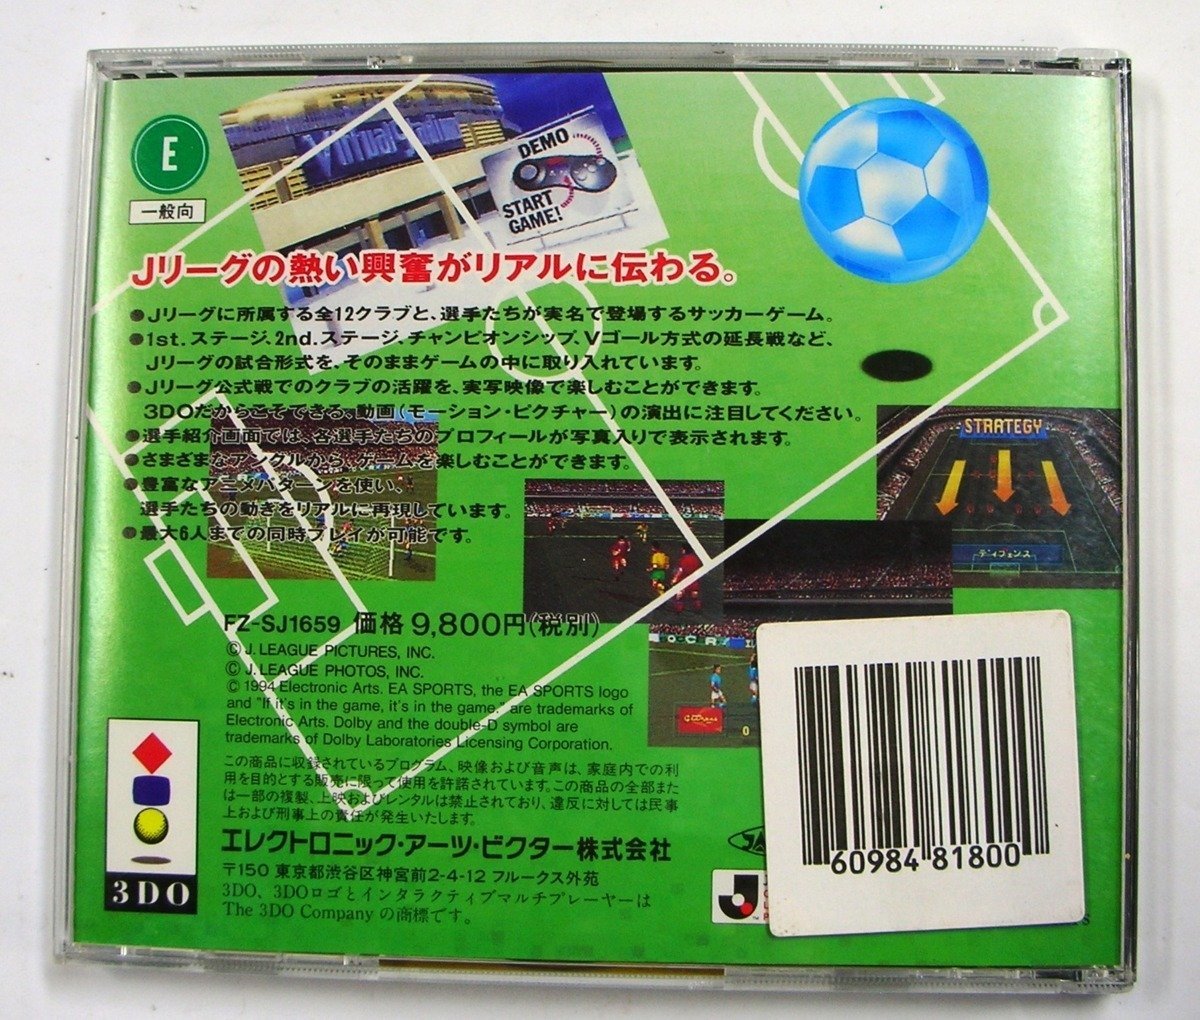 E
一般向
Virtual Stadium
DEMO
START
GAME!
Jリーグの熱い興奮がリアルに伝わる。
●Jリーグに所属する全12クラブと、選手たちが実名で登場するサッカーゲーム。
●1st.ステージ、2nd.ステージ、チャンピオンシップ、Vゴール方式の延長戦など、
Jリーグの試合形式を、そのままゲームの中に取り入れています。
●Jリーグ公式戦でのクラブの活躍を、実写映像で楽しむことができます。
3DOだからこそできる、動画(モーション・ピクチャー)の演出に注目してください。
●選手紹介画面では、各選手たちのプロフィールが写真入りで表示されます。
●さまざまなアングルから、ゲームを楽しむことができます。
●豊富なアニメパターンを使い、
選手たちの動きをリアルに再現しています。
●最大6人までの同時プレイが可能です。
STRATEGY
ディフェンス
FZ-SJ1659 価格 9,800円(税別)
© J. LEAGUE PICTURES, INC.
© J. LEAGUE PHOTOS, INC.
© 1994 Electronic Arts. EA SPORTS, the EA SPORTS logo
and "If it's in the game, it's in the game." are trademarks of
Electronic Arts. Dolby and the double-D symbol are
trademarks of Dolby Laboratories Licensing Corporation.
この商品に収録されているプログラム、映像および音声は、家庭内での利
用を目的とする販売に限って使用を許諾されています。この商品の全部また
は一部の複製、上映およびレンタルは禁止されており、違反に対しては民事
上および刑事上の責任が発生いたします。
エレクトロニック・アーツ・ビクター株式会社
〒150 東京都渋谷区神宮前2-4-12 フルークス外苑
3DO、3DOロゴとインタラクティブマルチプレーヤーは
The 3DO Company の商標です。
3DO
0
J
60984 81800